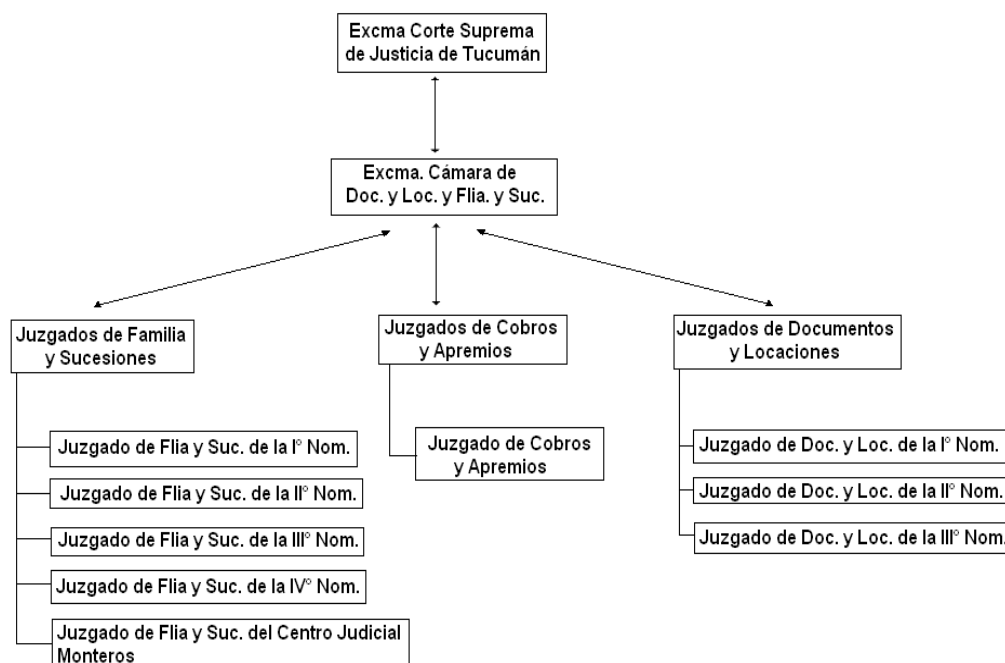 Excma Corte Suprema
de Justicia de Tucumán
Excma. Cámara de
Doc. y Loc. y Flia. y Suc.
Juzgados de Familia
y Sucesiones
Juzgado de Flia y Suc. de la I° Nom.
Juzgado de Flia y Suc. de la II° Nom.
Juzgado de Flia y Suc. de la III° Nom.
Juzgado de Flia y Suc. de la IV° Nom.
Juzgado de Flia y Suc. del Centro Judicial
Monteros
Juzgados de Cobros
y Apremios
Juzgado de Cobros
y Apremios
Juzgados de Documentos
y Locaciones
Juzgado de Doc. y Loc. de la I° Nom.
Juzgado de Doc. y Loc. de la II° Nom.
Juzgado de Doc. y Loc. de la III° Nom.